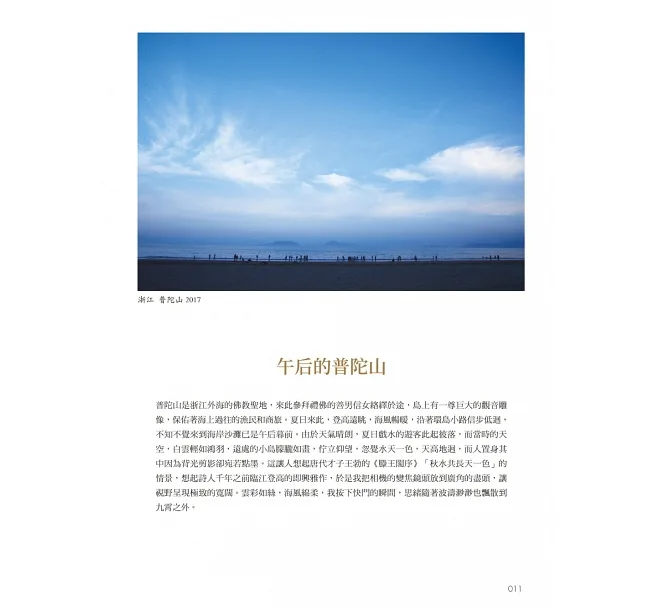 浙江 普陀山 2017
午后的普陀山
普陀山是浙江外海的佛教聖地，來此參拜禮佛的善男信女絡繹於途，島上有一尊巨大的觀音雕
像，保佑著海上過往的漁民和商旅。夏日來此，登高遠眺，海風暢暖，沿著環島小路信步低迴，
不知不覺來到海岸沙灘已是午后暮前。由於天氣晴朗，夏日戲水的遊客此起彼落，而當時的天
空，白雲輕如鴻羽，遠處的小島朦朧如畫，佇立仰望，忽覺水天一色，天高地迴，而人置身其
中因為背光剪影卻宛若點墨。這讓人想起唐代才子王勃的《滕王閣序》「秋水共長天一色」的
情景，想起詩人千年之前臨江登高的即興雅作，於是我把相機的變焦鏡頭放到廣角的盡頭，讓
視野呈現極致的寬闊。雲彩如絲，海風綿柔，我按下快門的瞬間，思緒隨著波濤渺渺也飄散到
九霄之外。
011